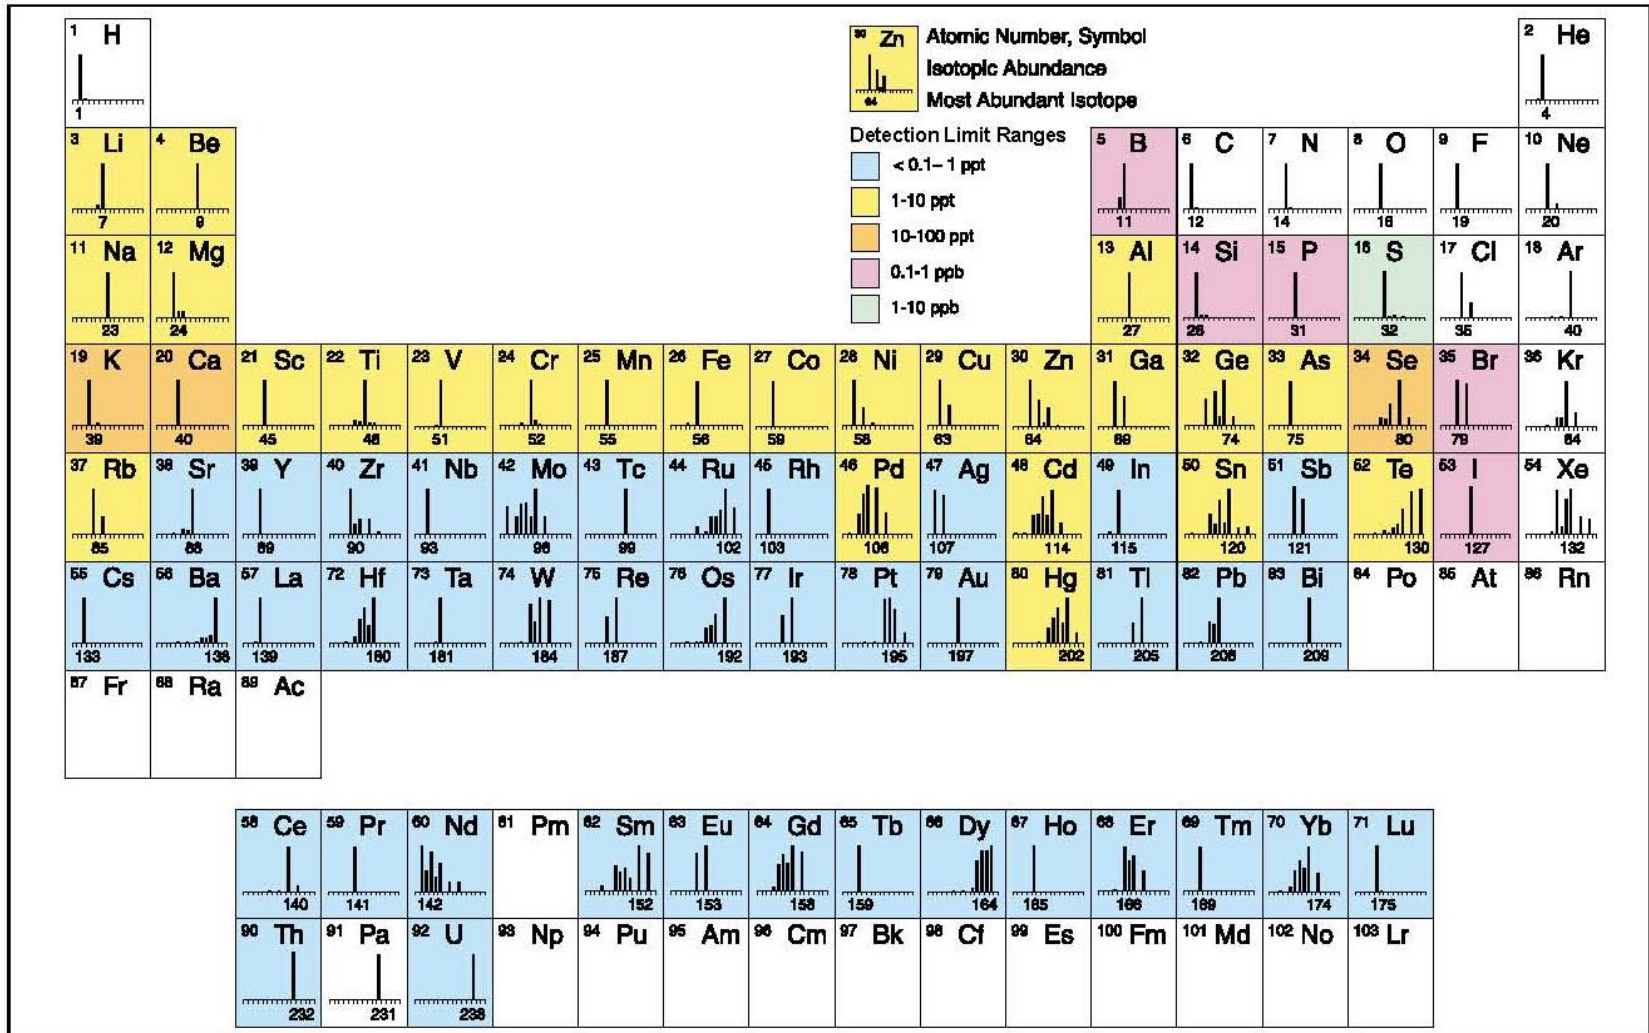 1 H
1
2 He
4
30 Zn
64
Atomic Number, Symbol
Isotopic Abundance
Most Abundant Isotope
Detection Limit Ranges
< 0.1– 1 ppt
1-10 ppt
10-100 ppt
0.1-1 ppb
1-10 ppb
3 Li
7
4 Be
9
5 B
11
6 C
12
7 N
14
8 O
16
9 F
19
10 Ne
20
11 Na
23
12 Mg
24
13 Al
27
14 Si
28
15 P
31
16 S
32
17 Cl
35
18 Ar
40
19 K
39
20 Ca
40
21 Sc
45
22 Ti
48
23 V
51
24 Cr
52
25 Mn
55
26 Fe
56
27 Co
59
28 Ni
58
29 Cu
63
30 Zn
64
31 Ga
69
32 Ge
74
33 As
75
34 Se
80
35 Br
79
36 Kr
84
37 Rb
85
38 Sr
88
39 Y
89
40 Zr
90
41 Nb
93
42 Mo
98
43 Tc
99
44 Ru
102
45 Rh
103
46 Pd
106
47 Ag
107
48 Cd
114
49 In
115
50 Sn
120
51 Sb
121
52 Te
130
53 I
127
54 Xe
132
55 Cs
133
56 Ba
138
57 La
139
72 Hf
180
73 Ta
181
74 W
184
75 Re
187
76 Os
192
77 Ir
193
78 Pt
195
79 Au
197
80 Hg
202
81 Tl
205
82 Pb
208
83 Bi
209
84 Po
85 At
86 Rn
87 Fr
88 Ra
89 Ac
58 Ce
140
59 Pr
141
60 Nd
142
61 Pm
62 Sm
152
63 Eu
153
64 Gd
158
65 Tb
159
66 Dy
164
67 Ho
165
68 Er
166
69 Tm
169
70 Yb
174
71 Lu
175
90 Th
232
91 Pa
231
92 U
238
93 Np
94 Pu
95 Am
96 Cm
97 Bk
98 Cf
99 Es
100 Fm
101 Md
102 No
103 Lr